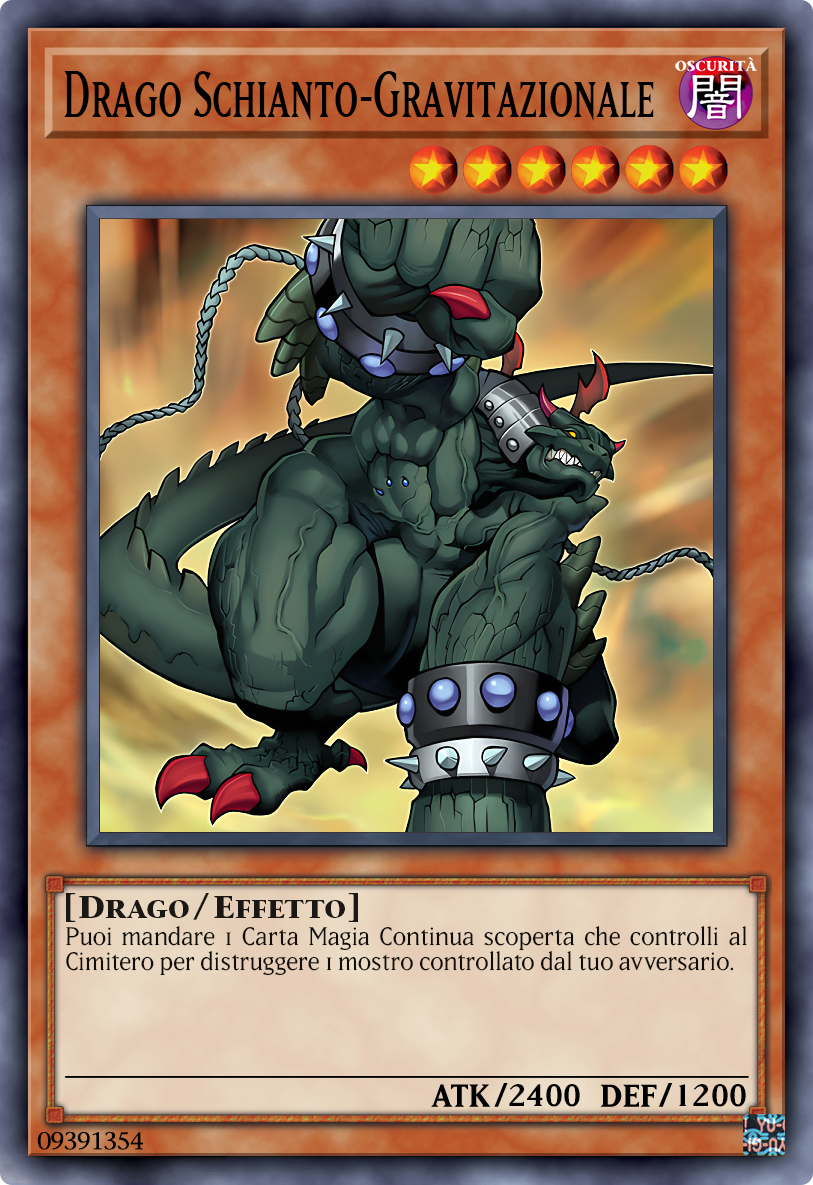 Drago Schianto-Gravitazionale
OSCURITÀ
闇
[Drago/Effetto]
Puoi mandare 1 Carta Magia Continua scoperta che controlli al
Cimitero per distruggere 1 mostro controllato dal tuo avversario.
ATK/2400 DEF/1200
09391354